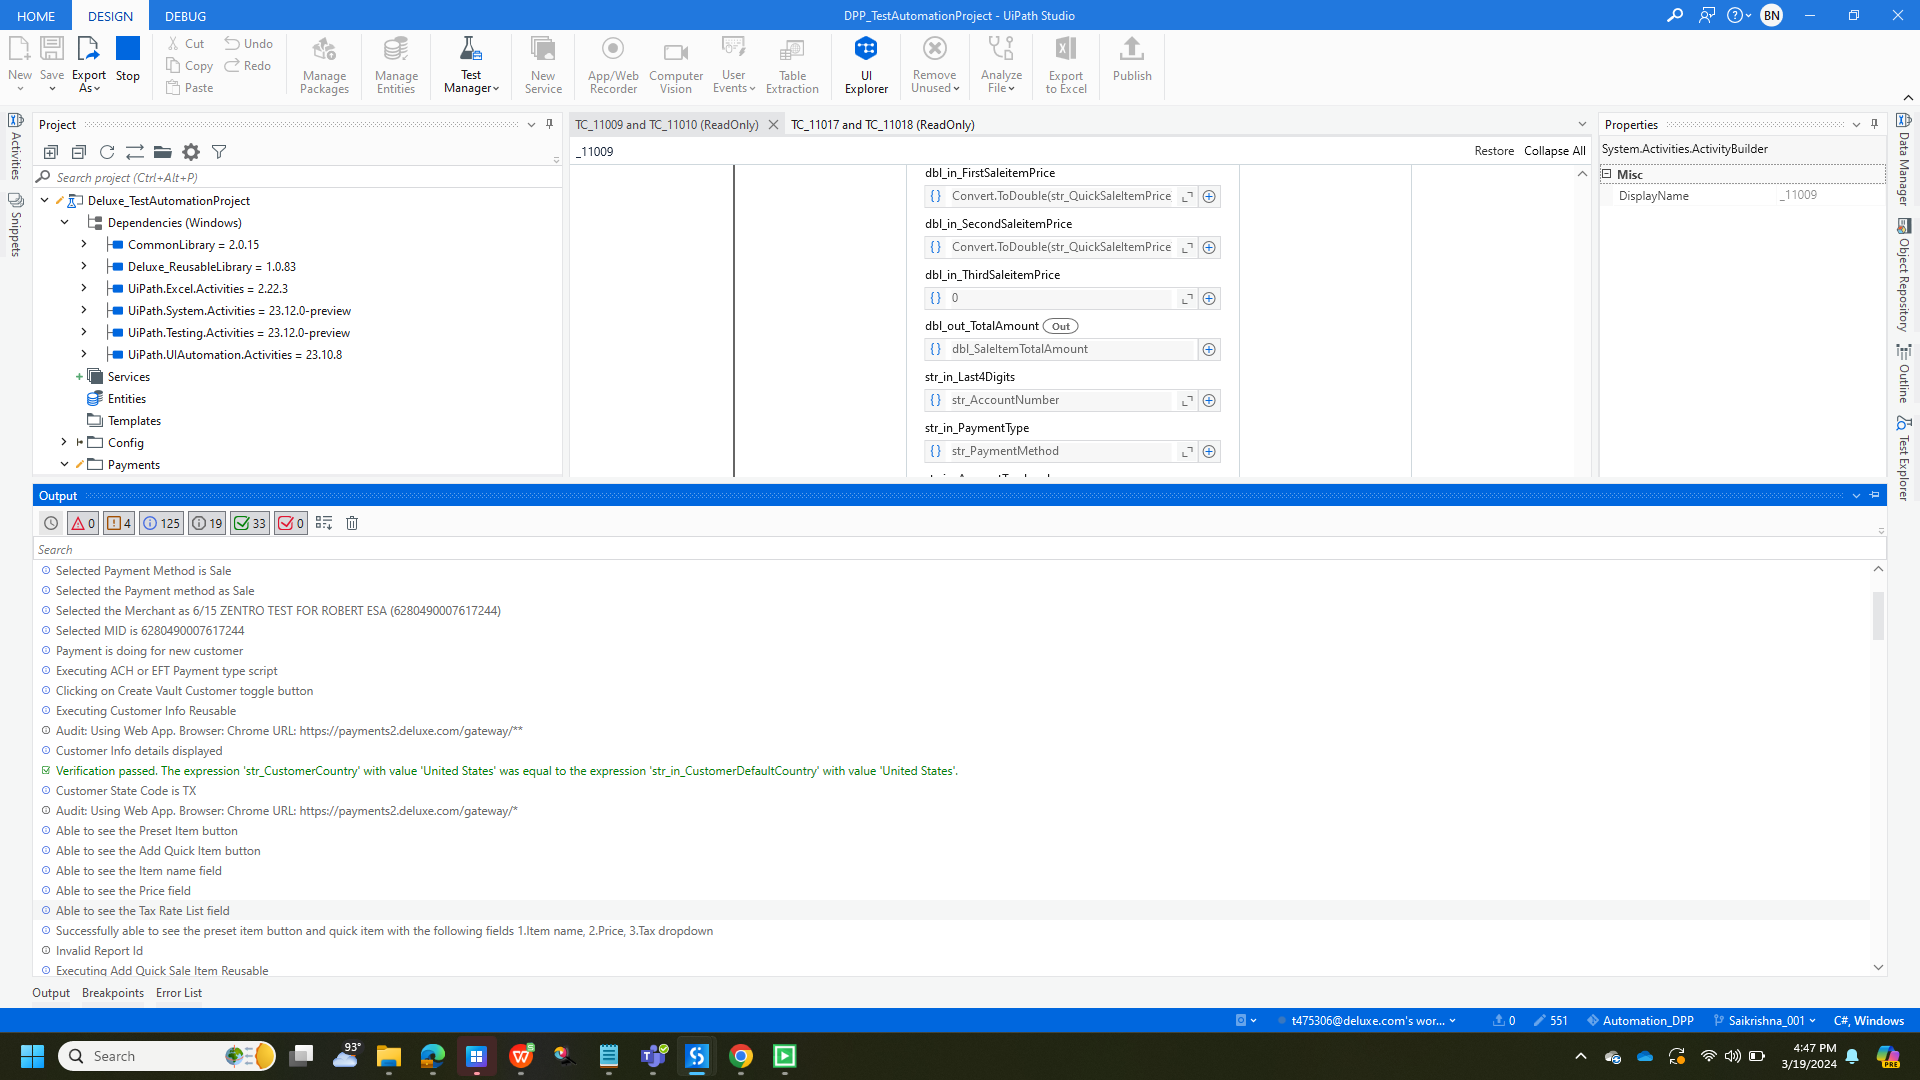 HOME DESIGN DEBUG
DPP_TestAutomationProject - UiPath Studio
BN
New
Save
Export As
Stop
Cut
Copy
Paste
Undo
Redo
Manage Packages
Manage Entities
Test Manager
New Service
App/Web Recorder
Computer Vision
User Events
Table Extraction
UI Explorer
Remove Unused
Analyze File
Export to Excel
Publish
Activities
Snippets
Project
Search project (Ctrl+Alt+P)
Deluxe_TestAutomationProject
Dependencies (Windows)
CommonLibrary = 2.0.15
Deluxe_ReusableLibrary = 1.0.83
UiPath.Excel.Activities = 2.22.3
UiPath.System.Activities = 23.12.0-preview
UiPath.Testing.Activities = 23.12.0-preview
UiPath.UIAutomation.Activities = 23.10.8
Services
Entities
Templates
Config
Payments
TC_11009 and TC_11010 (ReadOnly)
TC_11017 and TC_11018 (ReadOnly)
_11009
Restore Collapse All
dbl_in_FirstSaleitemPrice
Convert.ToDouble(str_QuickSaleItemPrice
dbl_in_SecondSaleitemPrice
Convert.ToDouble(str_QuickSaleItemPrice
dbl_in_ThirdSaleitemPrice
0
dbl_out_TotalAmount Out
dbl_SaleItemTotalAmount
str_in_Last4Digits
str_AccountNumber
str_in_PaymentType
str_PaymentMethod
Properties
System.Activities.ActivityBuilder
Misc
DisplayName _11009
Data Manager
Object Repository
Outline
Test Explorer
Output
0 4 125 19 33 0
Search
Selected Payment Method is Sale
Selected the Payment method as Sale
Selected the Merchant as 6/15 ZENTRO TEST FOR ROBERT ESA (6280490007617244)
Selected MID is 6280490007617244
Payment is doing for new customer
Executing ACH or EFT Payment type script
Clicking on Create Vault Customer toggle button
Executing Customer Info Reusable
Audit: Using Web App. Browser: Chrome URL: https://payments2.deluxe.com/gateway/**
Customer Info details displayed
Verification passed. The expression 'str_CustomerCountry' with value 'United States' was equal to the expression 'str_in_CustomerDefaultCountry' with value 'United States'.
Customer State Code is TX
Audit: Using Web App. Browser: Chrome URL: https://payments2.deluxe.com/gateway/*
Able to see the Preset Item button
Able to see the Add Quick Item button
Able to see the Item name field
Able to see the Price field
Able to see the Tax Rate List field
Successfully able to see the preset item button and quick item with the following fields 1.Item name, 2.Price, 3.Tax dropdown
Invalid Report Id
Executing Add Quick Sale Item Reusable
Output Breakpoints Error List
t475306@deluxe.com's wor... 0 551 Automation_DPP Saikrishna_001 C#, Windows
Search
93°
4:47 PM
3/19/2024
PRE